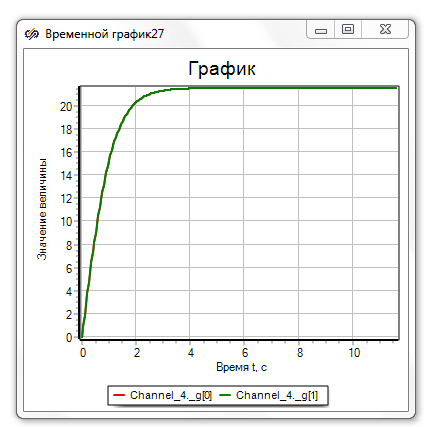 Временной график27
График
Значение величины
20
18
16
14
12
10
8
6
4
2
0
0 2 4 6 8 10
Время t, с
Channel_4._g[0] Channel_4._g[1]